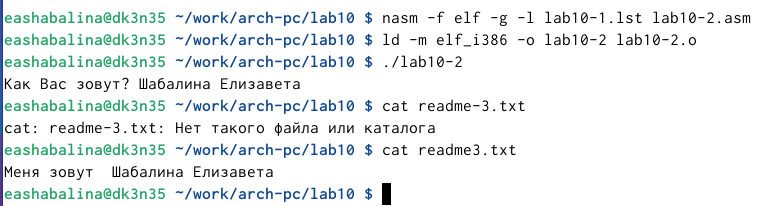 eashabalina@dk3n35 ~/work/arch-pc/lab10 $ nasm -f elf -g -l lab10-1.lst lab10-2.asm
eashabalina@dk3n35 ~/work/arch-pc/lab10 $ ld -m elf_i386 -o lab10-2 lab10-2.o
eashabalina@dk3n35 ~/work/arch-pc/lab10 $ ./lab10-2
Как Вас зовут? Шабалина Елизавета
eashabalina@dk3n35 ~/work/arch-pc/lab10 $ cat readme-3.txt
cat: readme-3.txt: Нет такого файла или каталога
eashabalina@dk3n35 ~/work/arch-pc/lab10 $ cat readme3.txt
Меня зовут  Шабалина Елизавета
eashabalina@dk3n35 ~/work/arch-pc/lab10 $